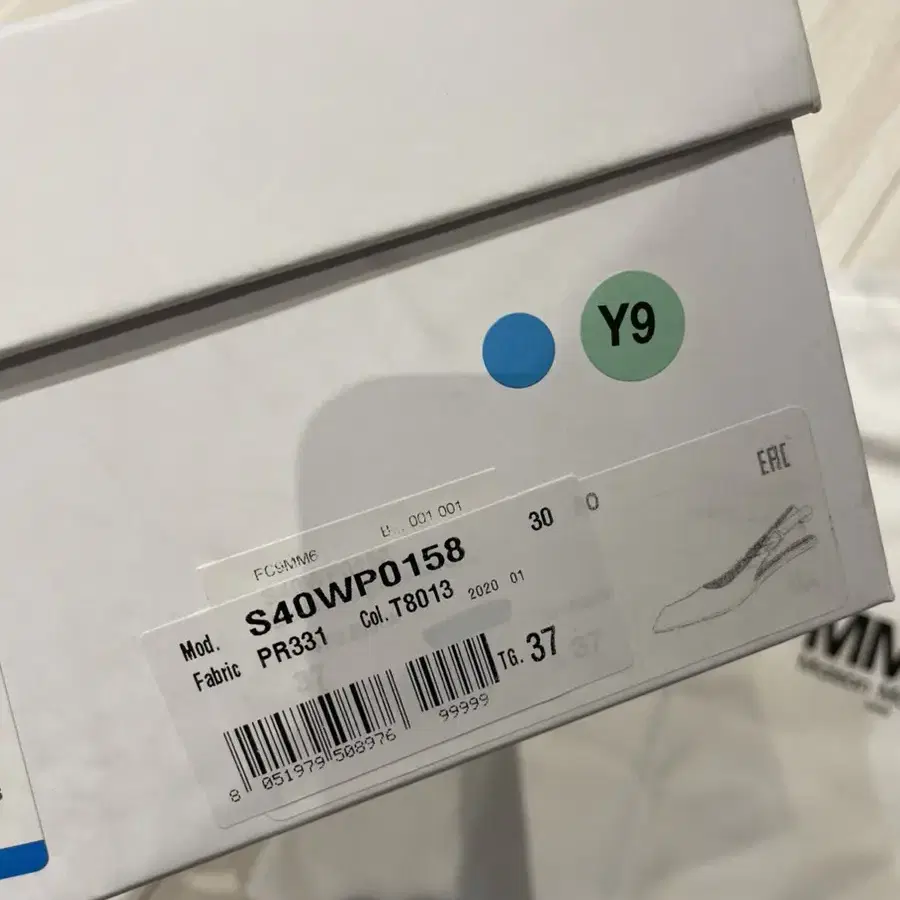 Y9
EAC
FC9MM6 001 001 30 0
Mod. S40WP0158
Fabric PR331 Col. T8013 2020 01
TG. 37
8 051979 508976 99999
MM